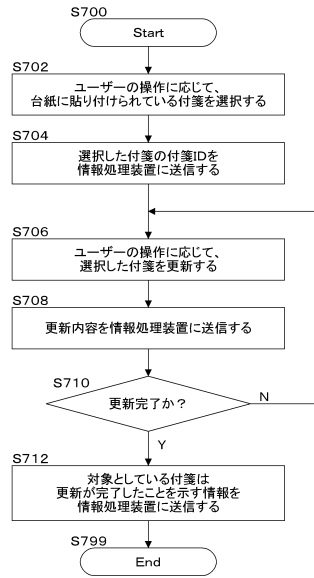 S700
Start
S702
ユーザーの操作に応じて、
台紙に貼り付けられている付箋を選択する
S704
選択した付箋の付箋IDを
情報処理装置に送信する
S706
ユーザーの操作に応じて、
選択した付箋を更新する
S708
更新内容を情報処理装置に送信する
S710
更新完了か？
N
Y
S712
対象としている付箋は
更新が完了したことを示す情報を
情報処理装置に送信する
S799
End